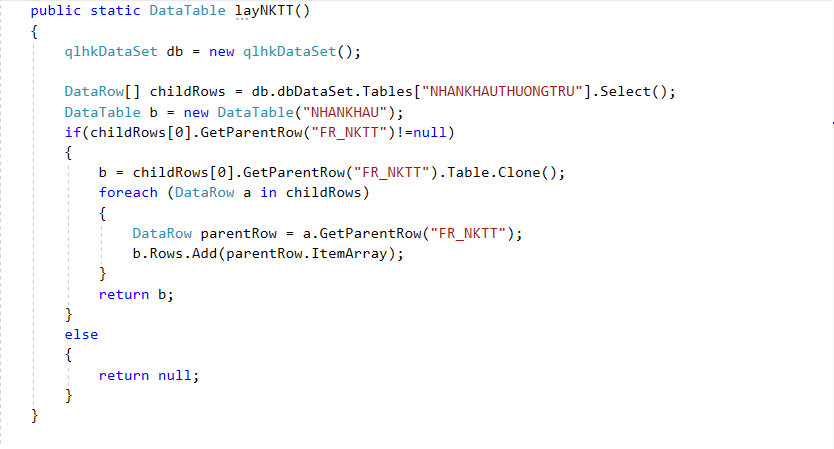 public static DataTable layNKTT()
{
qlhkDataSet db = new qlhkDataSet();
DataRow[] childRows = db.dbDataSet.Tables["NHANKHAUTHUONGTRU"].Select();
DataTable b = new DataTable("NHANKHAU");
if(childRows[0].GetParentRow("FR_NKTT")!=null)
{
b = childRows[0].GetParentRow("FR_NKTT").Table.Clone();
foreach (DataRow a in childRows)
{
DataRow parentRow = a.GetParentRow("FR_NKTT");
b.Rows.Add(parentRow.ItemArray);
}
return b;
}
else
{
return null;
}
}